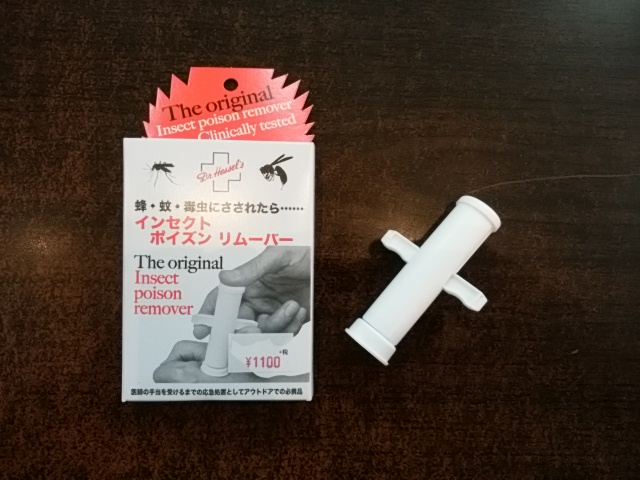 The original
Insect poison remover
Clinically tested
Dr.Hessel's
蜂・蚊・毒虫にさされたら……
インセクト
ポイズン リムーバー
The original
Insect
poison
remover
+税
¥1100
医師の手当を受けるまでの応急処置としてアウトドアでの必携品